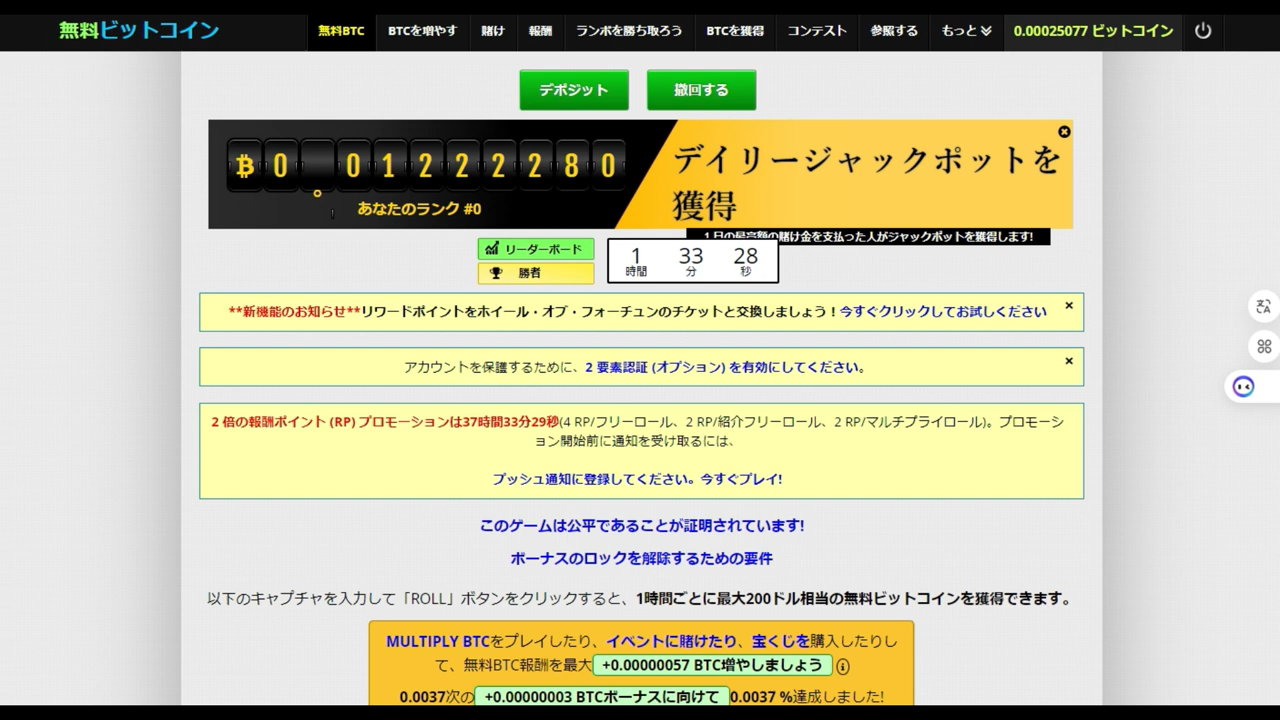 無料ビットコイン 無料BTC BTCを増やす 賭け 報酬 ランボを勝ち取ろう BTCを獲得 コンテスト 参照する もっと 0.00025077 ビットコイン
デポジット 撤回する
0.01222280
あなたのランク #0
デイリージャックポットを
獲得
1 日の最高額の賭け金を支払った人がジャックポットを獲得します!
リーダーボード
勝者
1 33 28
時間 分 秒
**新機能のお知らせ**リワードポイントをホイール・オブ・フォーチュンのチケットと交換しましょう！今すぐクリックしてお試しください
アカウントを保護するために、2 要素認証 (オプション) を有効にしてください。
2 倍の報酬ポイント (RP) プロモーションは37時間33分29秒(4 RP/フリーロール、2 RP/紹介フリーロール、2 RP/マルチプライロール)。プロモーシ
ョン開始前に通知を受け取るには、
プッシュ通知に登録してください。今すぐプレイ!
このゲームは公平であることが証明されています!
ボーナスのロックを解除するための要件
以下のキャプチャを入力して「ROLL」ボタンをクリックすると、1時間ごとに最大200ドル相当の無料ビットコインを獲得できます。
MULTIPLY BTCをプレイしたり、イベントに賭けたり、宝くじを購入したりし
て、無料BTC報酬を最大 +0.00000057 BTC増やしましょう
0.0037次の +0.00000003 BTCボーナスに向けて 0.0037 %達成しました!